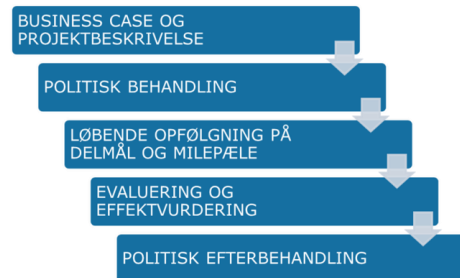 BUSINESS CASE OG
PROJEKTBESKRIVELSE
POLITISK BEHANDLING
LØBENDE OPFØLGNING PÅ
DELMÅL OG MILEPÆLE
EVALUERING OG
EFFEKTVURDERING
POLITISK EFTERBEHANDLING